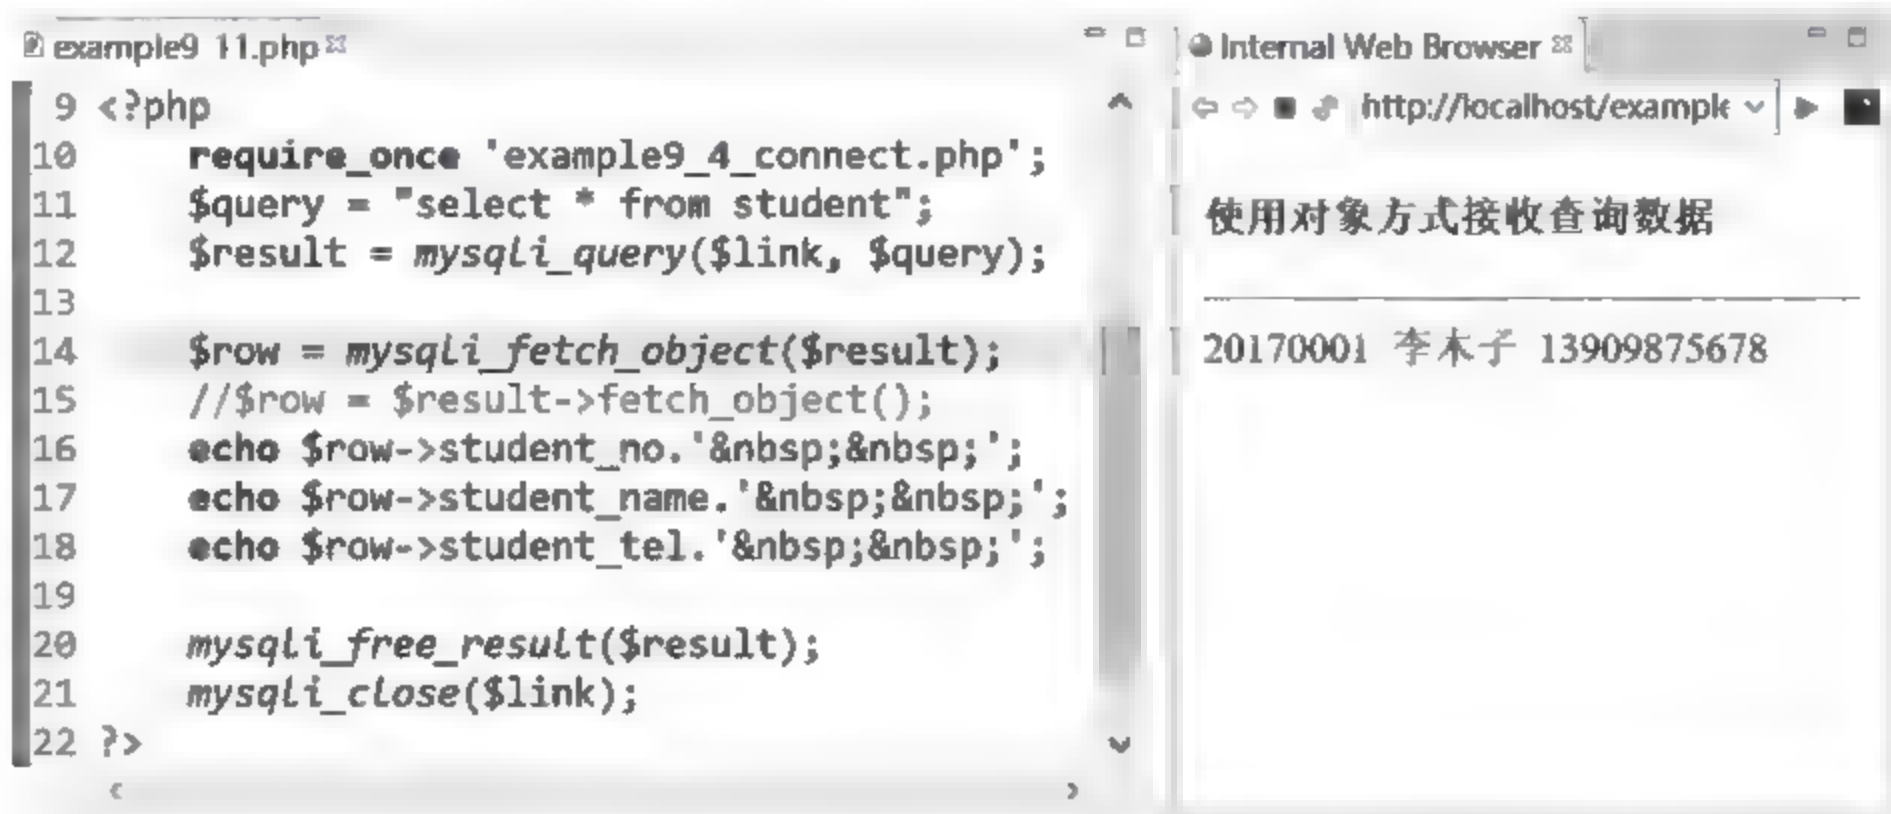 example9_11.php
9 <?php
10 require_once 'example9_4_connect.php';
11 $query = "select * from student";
12 $result = mysqli_query($link, $query);
13
14 $row = mysqli_fetch_object($result);
15 //$row = $result->fetch_object();
16 echo $row->student_no.'&nbsp;&nbsp;';
17 echo $row->student_name.'&nbsp;&nbsp;';
18 echo $row->student_tel.'&nbsp;&nbsp;';
19
20 mysqli_free_result($result);
21 mysqli_close($link);
22 ?>
Internal Web Browser
http://localhost/example
使用对象方式接收查询数据
20170001 李木子 13909875678